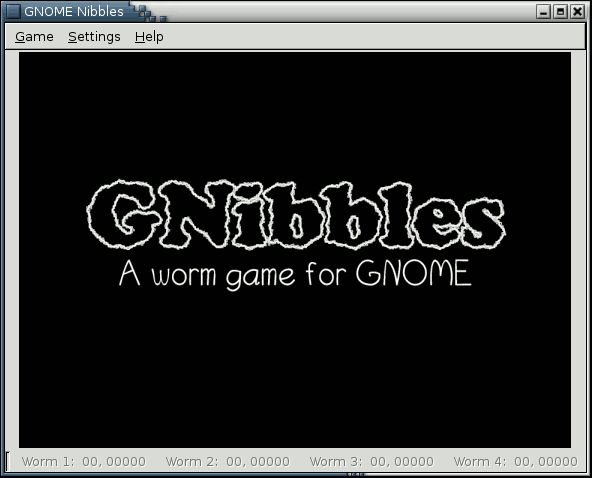 GNOME Nibbles
Game Settings Help
GNibbles
A worm game for GNOME
Worm 1: 00, 00000 Worm 2: 00, 00000 Worm 3: 00, 00000 Worm 4: 00, 00000